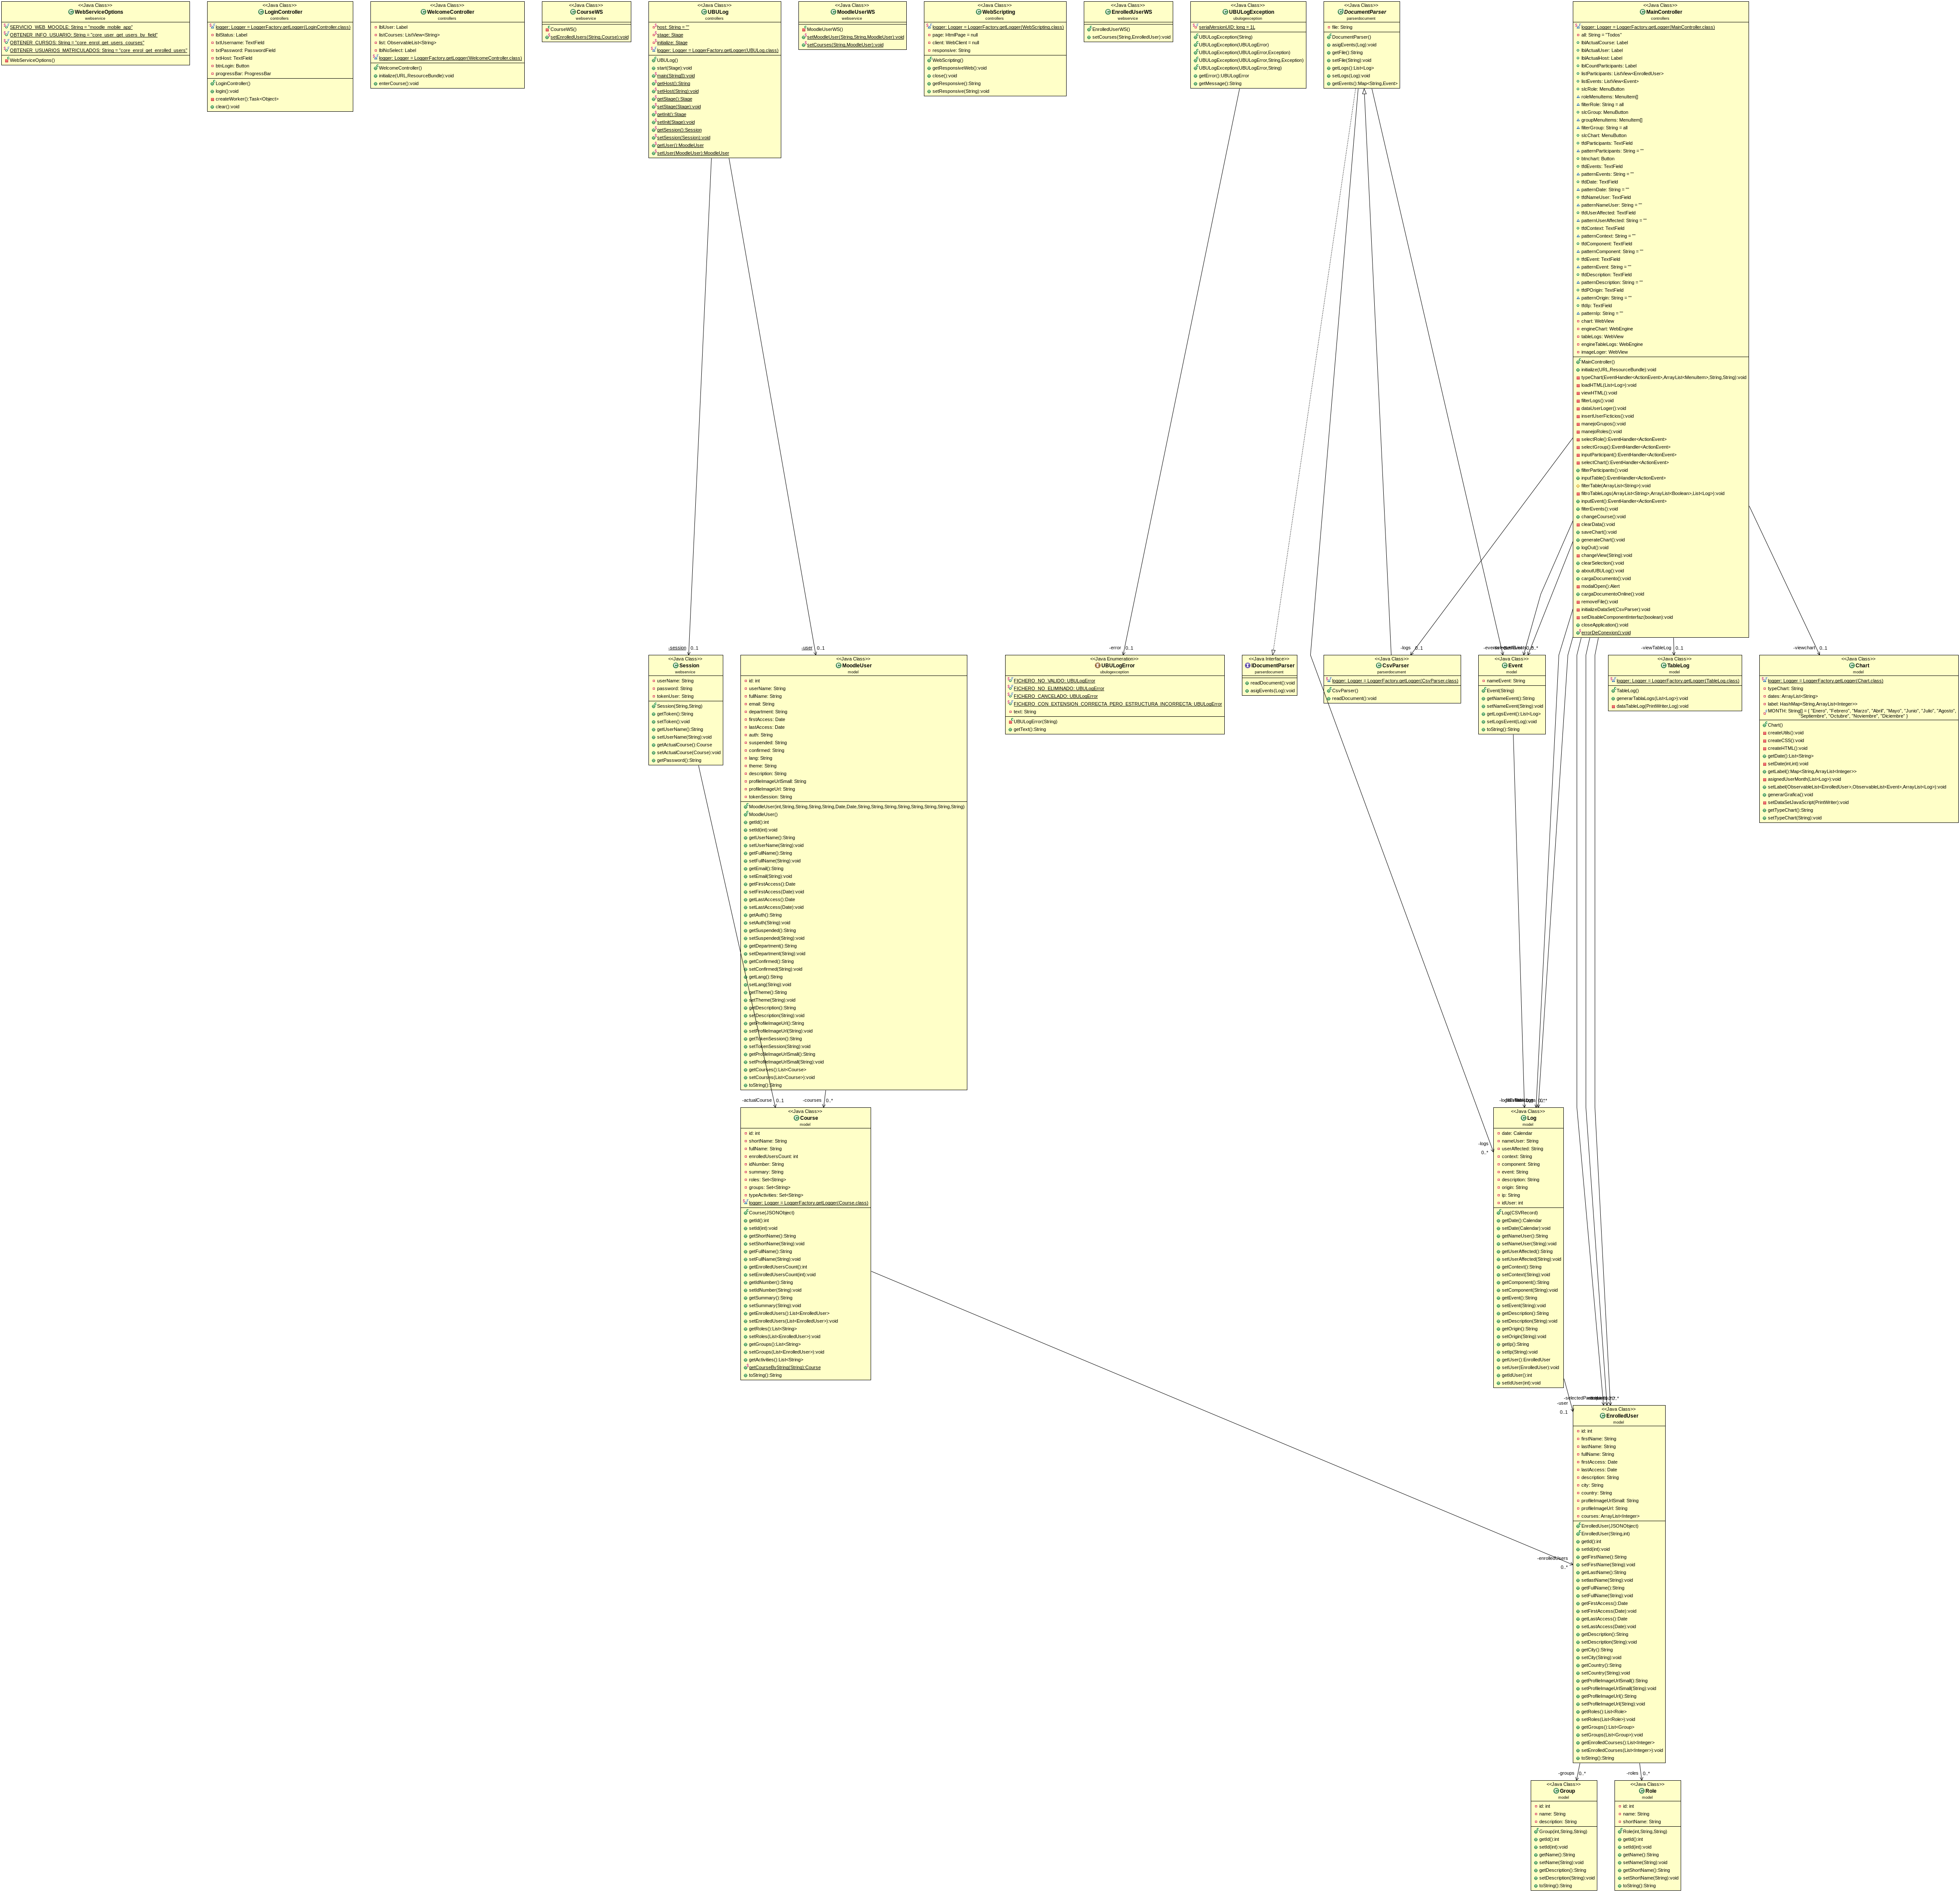 <<Java Class>>
WebServiceOptions
webservice
SERVICIO_WEB_MOODLE: String = "moodle_mobile_app"
OBTENER_INFO_USUARIO: String = "core_user_get_users_by_field"
OBTENER_CURSOS: String = "core_enrol_get_users_courses"
OBTENER_USUARIOS_MATRICULADOS: String = "core_enrol_get_enrolled_users"
WebServiceOptions()
<<Java Class>>
LoginController
controllers
logger: Logger = LoggerFactory.getLogger(LoginController.class)
lblStatus: Label
txtUsername: TextField
txtPassword: PasswordField
txtHost: TextField
btnLogin: Button
progressBar: ProgressBar
LoginController()
login():void
createWorker():Task<Object>
clear():void
<<Java Class>>
WelcomeController
controllers
lblUser: Label
listCourses: ListView<String>
list: ObservableList<String>
lblNoSelect: Label
logger: Logger = LoggerFactory.getLogger(WelcomeController.class)
WelcomeController()
initialize(URL,ResourceBundle):void
enterCourse():void
<<Java Class>>
CourseWS
webservice
CourseWS()
setEnrolledUsers(String,Course):void
<<Java Class>>
UBULog
controllers
host: String = ""
stage: Stage
initialize: Stage
logger: Logger = LoggerFactory.getLogger(UBULog.class)
UBULog()
start(Stage):void
main(String[]):void
getHost():String
setHost(String):void
getStage():Stage
setStage(Stage):void
getInit():Stage
setInit(Stage):void
getSession():Session
setSession(Session):void
getUser():MoodleUser
setUser(MoodleUser):MoodleUser
<<Java Class>>
MoodleUserWS
webservice
MoodleUserWS()
setMoodleUser(String,String,MoodleUser):void
setCourses(String,MoodleUser):void
<<Java Class>>
WebScripting
controllers
logger: Logger = LoggerFactory.getLogger(WebScripting.class)
page: HtmlPage = null
client: WebClient = null
responsive: String
WebScripting()
getResponsiveWeb():void
close():void
getResponsive():String
setResponsive(String):void
<<Java Class>>
EnrolledUserWS
webservice
EnrolledUserWS()
setCourses(String,EnrolledUser):void
<<Java Class>>
UBULogException
ubulogexception
serialVersionUID: long = 1L
UBULogException(String)
UBULogException(UBULogError)
UBULogException(UBULogError,Exception)
UBULogException(UBULogError,String,Exception)
UBULogException(UBULogError,String)
getError():UBULogError
getMessage():String
<<Java Class>>
DocumentParser
parserdocument
file: String
DocumentParser()
asigEvents(Log):void
getFile():String
setFile(String):void
getLogs():List<Log>
setLogs(Log):void
getEvents():Map<String,Event>
<<Java Class>>
MainController
controllers
logger: Logger = LoggerFactory.getLogger(MainController.class)
all: String = "Todos"
lblActualCourse: Label
lblActualUser: Label
lblActualHost: Label
lblCountParticipants: Label
listParticipants: ListView<EnrolledUser>
listEvents: ListView<Event>
slcRole: MenuButton
roleMenuItems: MenuItem[]
filterRole: String = all
slcGroup: MenuButton
groupMenuItems: MenuItem[]
filterGroup: String = all
slcChart: MenuButton
tfdParticipants: TextField
patternParticipants: String = ""
btnchart: Button
tfdEvents: TextField
patternEvents: String = ""
tfdDate: TextField
patternDate: String = ""
tfdNameUser: TextField
patternNameUser: String = ""
tfdUserAffected: TextField
patternUserAffected: String = ""
tfdContext: TextField
patternContext: String = ""
tfdComponent: TextField
patternComponent: String = ""
tfdEvent: TextField
patternEvent: String = ""
tfdDescription: TextField
patternDescription: String = ""
tfdPOrigin: TextField
patternOrigin: String = ""
tfdIp: TextField
patternIp: String = ""
chart: WebView
engineChart: WebEngine
tableLogs: WebView
engineTableLogs: WebEngine
imageLoger: WebView
MainController()
initialize(URL,ResourceBundle):void
typeChart(EventHandler<ActionEvent>,ArrayList<MenuItem>,String,String):void
loadHTML(List<Log>):void
viewHTML():void
filterLogs():void
dataUserLoger():void
insertUserFicticios():void
manejoGrupos():void
manejoRoles():void
selectRole():EventHandler<ActionEvent>
selectGroup():EventHandler<ActionEvent>
inputParticipant():EventHandler<ActionEvent>
selectChart():EventHandler<ActionEvent>
filterParticipants():void
inputTable():EventHandler<ActionEvent>
filterTable(ArrayList<String>):void
filtroTableLogs(ArrayList<String>,ArrayList<Boolean>,List<Log>):void
inputEvent():EventHandler<ActionEvent>
filterEvents():void
changeCourse():void
clearData():void
saveChart():void
generateChart():void
logOut():void
changeView(String):void
clearSelection():void
aboutUBULog():void
cargaDocumento():void
modalOpen():Alert
cargaDocumentoOnline():void
removeFile():void
initializeDataSet(CsvParser):void
setDisableComponentInterfaz(boolean):void
closeApplication():void
errorDeConexion():void
-session 0..1
-user 0..1
-error 0..1
-logs 0..1
-viewTableLog 0..1
-viewchart 0..1
<<Java Class>>
Session
webservice
userName: String
password: String
tokenUser: String
Session(String,String)
getToken():String
setToken():void
getUserName():String
setUserName(String):void
getActualCourse():Course
setActualCourse(Course):void
getPassword():String
<<Java Class>>
MoodleUser
model
id: int
userName: String
fullName: String
email: String
department: String
firstAccess: Date
lastAccess: Date
auth: String
suspended: String
confirmed: String
lang: String
theme: String
description: String
profileImageUrlSmall: String
profileImageUrl: String
tokenSession: String
MoodleUser(int,String,String,String,String,Date,Date,String,String,String,String,String,String,String,String)
MoodleUser()
getId():int
setId(int):void
getUserName():String
setUserName(String):void
getFullName():String
setFullName(String):void
getEmail():String
setEmail(String):void
getFirstAccess():Date
setFirstAccess(Date):void
getLastAccess():Date
setLastAccess(Date):void
getAuth():String
setAuth(String):void
getSuspended():String
setSuspended(String):void
getDepartment():String
setDepartment(String):void
getConfirmed():String
setConfirmed(String):void
getLang():String
setLang(String):void
getTheme():String
setTheme(String):void
getDescription():String
setDescription(String):void
getProfileImageUrl():String
setProfileImageUrl(String):void
getTokenSession():String
setTokenSession(String):void
getProfileImageUrlSmall():String
setProfileImageUrlSmall(String):void
getCourses():List<Course>
setCourses(List<Course>):void
toString():String
<<Java Enumeration>>
UBULogError
ubulogexception
FICHERO_NO_VALIDO: UBULogError
FICHERO_NO_ELIMINADO: UBULogError
FICHERO_CANCELADO: UBULogError
FICHERO_CON_EXTENSION_CORRECTA_PERO_ESTRUCTURA_INCORRECTA: UBULogError
text: String
UBULogError(String)
getText():String
<<Java Interface>>
IDocumentParser
parserdocument
readDocument():void
asigEvents(Log):void
<<Java Class>>
CsvParser
parserdocument
logger: Logger = LoggerFactory.getLogger(CsvParser.class)
CsvParser()
readDocument():void
<<Java Class>>
Event
model
nameEvent: String
Event(String)
getNameEvent():String
setNameEvent(String):void
getLogsEvent():List<Log>
setLogsEvent(Log):void
toString():String
<<Java Class>>
TableLog
model
logger: Logger = LoggerFactory.getLogger(TableLog.class)
TableLog()
generarTablaLogs(List<Log>):void
dataTableLog(PrintWriter,Log):void
<<Java Class>>
Chart
model
logger: Logger = LoggerFactory.getLogger(Chart.class)
typeChart: String
dates: ArrayList<String>
label: HashMap<String,ArrayList<Integer>>
MONTH: String[] = { "Enero", "Febrero", "Marzo", "Abril", "Mayo", "Junio", "Julio", "Agosto",
"Septiembre", "Octubre", "Noviembre", "Diciembre" }
Chart()
createUtils():void
createCSS():void
createHTML():void
getDate():List<String>
setDate(int,int):void
getLabel():Map<String,ArrayList<Integer>>
asignedUserMonth(List<Log>):void
setLabel(ObservableList<EnrolledUser>,ObservableList<Event>,ArrayList<Log>):void
generarGrafica():void
setDataSetJavaScript(PrintWriter):void
getTypeChart():String
setTypeChart(String):void
-actualCourse 0..1
-courses 0..*
<<Java Class>>
Course
model
id: int
shortName: String
fullName: String
enrolledUsersCount: int
idNumber: String
summary: String
roles: Set<String>
groups: Set<String>
typeActivities: Set<String>
logger: Logger = LoggerFactory.getLogger(Course.class)
Course(JSONObject)
getId():int
setId(int):void
getShortName():String
setShortName(String):void
getFullName():String
setFullName(String):void
getEnrolledUsersCount():int
setEnrolledUsersCount(int):void
getIdNumber():String
setIdNumber(String):void
getSummary():String
setSummary(String):void
getEnrolledUsers():List<EnrolledUser>
setEnrolledUsers(List<EnrolledUser>):void
getRoles():List<String>
setRoles(List<EnrolledUser>):void
getGroups():List<String>
setGroups(List<EnrolledUser>):void
getActivities():List<String>
getCourseByString(String):Course
toString():String
-logs
0..*
<<Java Class>>
Log
model
date: Calendar
nameUser: String
userAffected: String
context: String
component: String
event: String
description: String
origin: String
ip: String
idUser: int
Log(CSVRecord)
getDate():Calendar
setDate(Calendar):void
getNameUser():String
setNameUser(String):void
getUserAffected():String
setUserAffected(String):void
getContext():String
setContext(String):void
getComponent():String
setComponent(String):void
getEvent():String
setEvent(String):void
getDescription():String
setDescription(String):void
getOrigin():String
setOrigin(String):void
getIp():String
setIp(String):void
getUser():EnrolledUser
setUser(EnrolledUser):void
getIdUser():int
setIdUser(int):void
-user
0..1
-enrolledUsers
0..*
<<Java Class>>
EnrolledUser
model
id: int
firstName: String
lastName: String
fullName: String
firstAccess: Date
lastAccess: Date
description: String
city: String
country: String
profileImageUrlSmall: String
profileImageUrl: String
courses: ArrayList<Integer>
EnrolledUser(JSONObject)
EnrolledUser(String,int)
getId():int
setId(int):void
getFirstName():String
setFirstName(String):void
getLastName():String
setlastName(String):void
getFullName():String
setFullName(String):void
getFirstAccess():Date
setFirstAccess(Date):void
getLastAccess():Date
setLastAccess(Date):void
getDescription():String
setDescription(String):void
getCity():String
setCity(String):void
getCountry():String
setCountry(String):void
getProfileImageUrlSmall():String
setProfileImageUrlSmall(String):void
getProfileImageUrl():String
setProfileImageUrl(String):void
getRoles():List<Role>
setRoles(List<Role>):void
getGroups():List<Group>
setGroups(List<Group>):void
getEnrolledCourses():List<Integer>
setEnrolledCourses(List<Integer>):void
toString():String
-groups 0..*
-roles 0..*
<<Java Class>>
Group
model
id: int
name: String
description: String
Group(int,String,String)
getId():int
setId(int):void
getName():String
setName(String):void
getDescription():String
setDescription(String):void
toString():String
<<Java Class>>
Role
model
id: int
name: String
shortName: String
Role(int,String,String)
getId():int
setId(int):void
getName():String
setName(String):void
getShortName():String
setShortName(String):void
toString():String